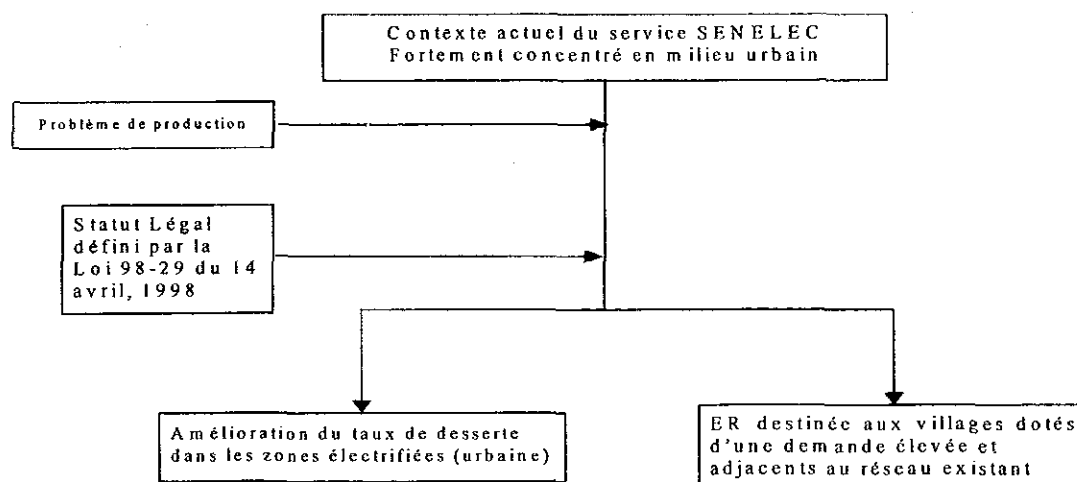 Contexte actuel du service SENELEC
Fortement concentré en milieu urbain
Problème de production
Statut Légal
défini par la
Loi 98-29 du 14
avril, 1998
Amélioration du taux de desserte
dans les zones électrifiées (urbaine)
ER destinée aux villages dotés
d'une demande élevée et
adjacents au réseau existant